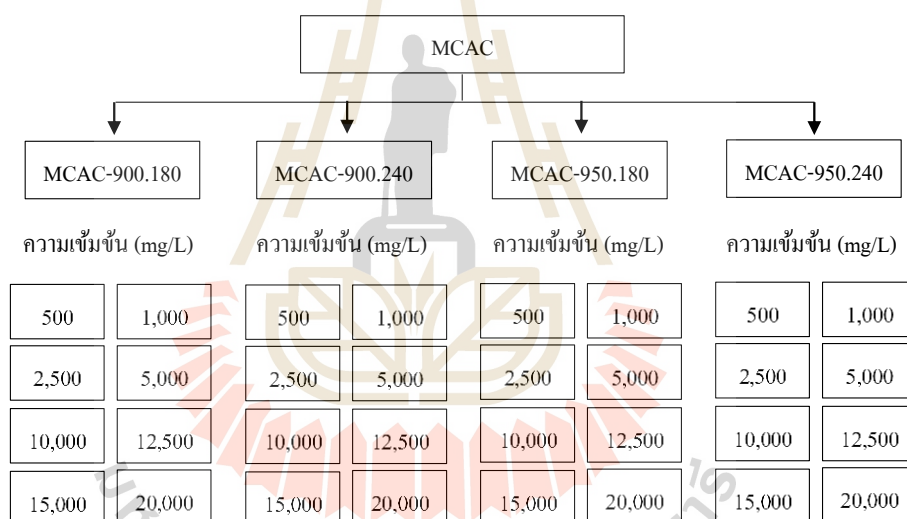 MCAC
MCAC-900.180 MCAC-900.240 MCAC-950.180 MCAC-950.240
ความเข้มข้น (mg/L) ความเข้มข้น (mg/L) ความเข้มข้น (mg/L) ความเข้มข้น (mg/L)
500 1,000 500 1,000 500 1,000 500 1,000
2,500 5,000 2,500 5,000 2,500 5,000 2,500 5,000
10,000 12,500 10,000 12,500 10,000 12,500 10,000 12,500
15,000 20,000 15,000 20,000 15,000 20,000 15,000 20,000